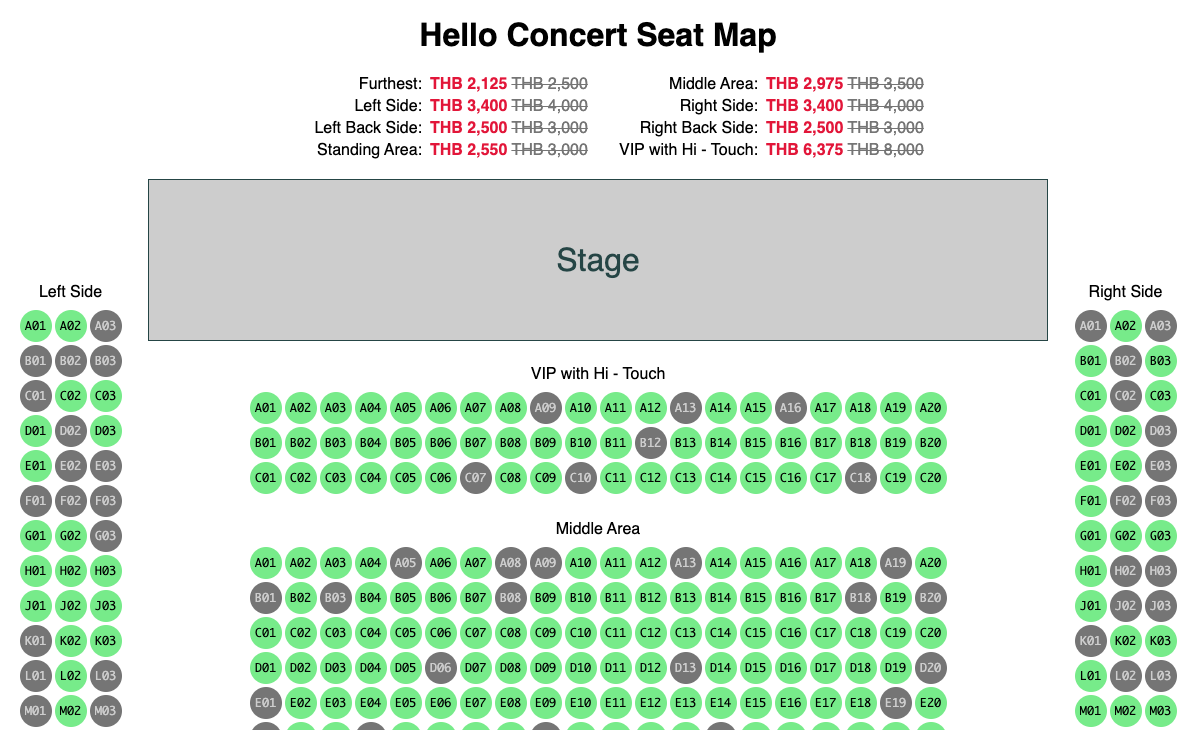 Hello Concert Seat Map
Furthest: THB 2,125 THB 2,500
Middle Area: THB 2,975 THB 3,500
Left Side: THB 3,400 THB 4,000
Right Side: THB 3,400 THB 4,000
Left Back Side: THB 2,500 THB 3,000
Right Back Side: THB 2,500 THB 3,000
Standing Area: THB 2,550 THB 3,000
VIP with Hi - Touch: THB 6,375 THB 8,000
Stage
Left Side
A01 A02 A03
B01 B02 B03
C01 C02 C03
D01 D02 D03
E01 E02 E03
F01 F02 F03
G01 G02 G03
H01 H02 H03
J01 J02 J03
K01 K02 K03
L01 L02 L03
M01 M02 M03
VIP with Hi - Touch
A01 A02 A03 A04 A05 A06 A07 A08 A09 A10 A11 A12 A13 A14 A15 A16 A17 A18 A19 A20
B01 B02 B03 B04 B05 B06 B07 B08 B09 B10 B11 B12 B13 B14 B15 B16 B17 B18 B19 B20
C01 C02 C03 C04 C05 C06 C07 C08 C09 C10 C11 C12 C13 C14 C15 C16 C17 C18 C19 C20
Middle Area
A01 A02 A03 A04 A05 A06 A07 A08 A09 A10 A11 A12 A13 A14 A15 A16 A17 A18 A19 A20
B01 B02 B03 B04 B05 B06 B07 B08 B09 B10 B11 B12 B13 B14 B15 B16 B17 B18 B19 B20
C01 C02 C03 C04 C05 C06 C07 C08 C09 C10 C11 C12 C13 C14 C15 C16 C17 C18 C19 C20
D01 D02 D03 D04 D05 D06 D07 D08 D09 D10 D11 D12 D13 D14 D15 D16 D17 D18 D19 D20
E01 E02 E03 E04 E05 E06 E07 E08 E09 E10 E11 E12 E13 E14 E15 E16 E17 E18 E19 E20
Right Side
A01 A02 A03
B01 B02 B03
C01 C02 C03
D01 D02 D03
E01 E02 E03
F01 F02 F03
G01 G02 G03
H01 H02 H03
J01 J02 J03
K01 K02 K03
L01 L02 L03
M01 M02 M03